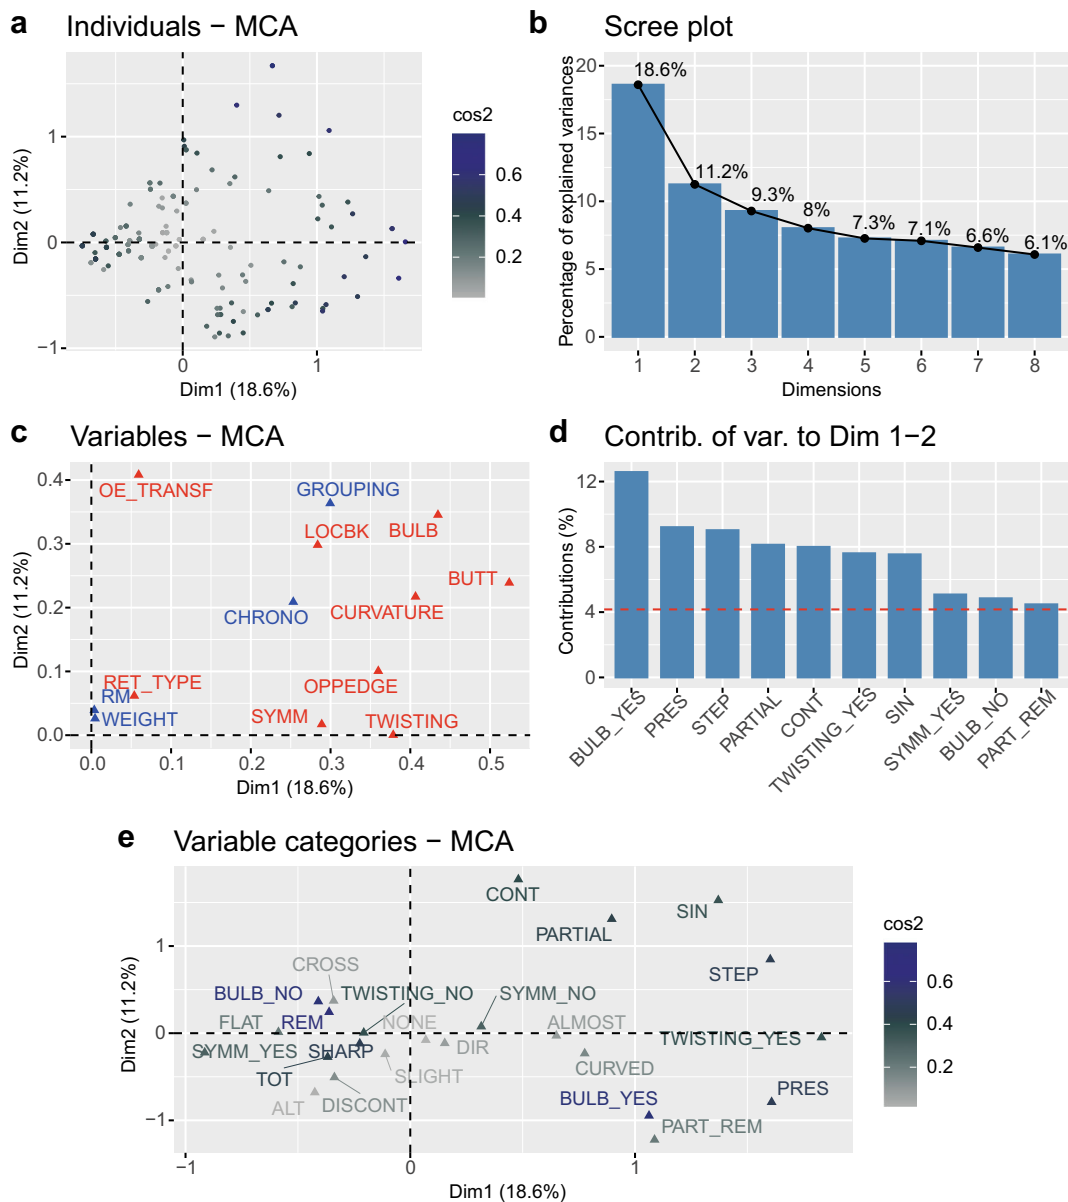 a Individuals − MCA
1
0
−1
0
1
Dim2 (11.2%)
Dim1 (18.6%)
cos2
0.6
0.4
0.2
b Scree plot
20
15
10
5
0
18.6%
11.2%
9.3%
8%
7.3%
7.1%
6.6%
6.1%
1 2 3 4 5 6 7 8
Percentage of explained variances
Dimensions
c Variables − MCA
0.4
0.3
0.2
0.1
0.0
OE_TRANSF
GROUPING
LOCBK
BULB
BUTT
CHRONO
CURVATURE
RET_TYPE
OPPEDGE
RM
WEIGHT
SYMM
TWISTING
0.0 0.1 0.2 0.3 0.4 0.5
Dim2 (11.2%)
Dim1 (18.6%)
d Contrib. of var. to Dim 1−2
12
8
4
0
Contributions (%)
BULB_YES
PRES
STEP
PARTIAL
CONT
TWISTING_YES
SIN
SYMM_YES
BULB_NO
PART_REM
e Variable categories − MCA
1
0
−1
CONT
SIN
PARTIAL
STEP
CROSS
BULB_NO
TWISTING_NO
SYMM_NO
FLAT
REM
NONE
ALMOST
TWISTING_YES
SYMM_YES
SHARP
DIR
TOT
SLIGHT
CURVED
ALT
DISCONT
BULB_YES
PRES
PART_REM
−1 0 1
Dim2 (11.2%)
Dim1 (18.6%)
cos2
0.6
0.4
0.2